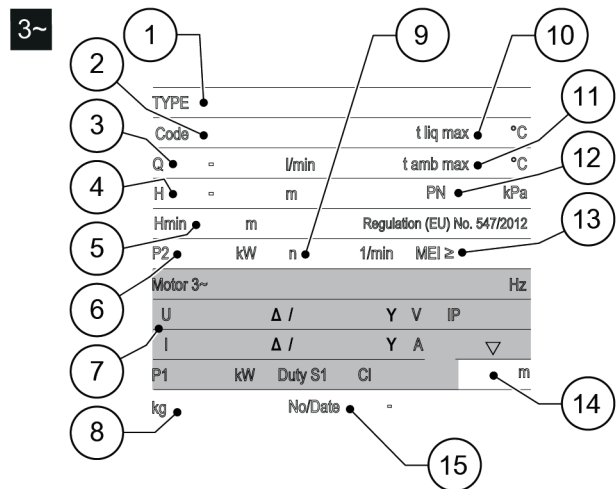 3~
1
9
10
2
11
3
12
4
13
5
6
7
14
8
15
TYPE
Code t liq max °C
Q - l/min t amb max °C
H - m PN kPa
Hmin m Regulation (EU) No. 547/2012
P2 kW n 1/min MEI ≥
Motor 3~ Hz
U Δ / Y V IP
I Δ / Y A ▽
P1 kW Duty S1 Cl m
kg No/Date -